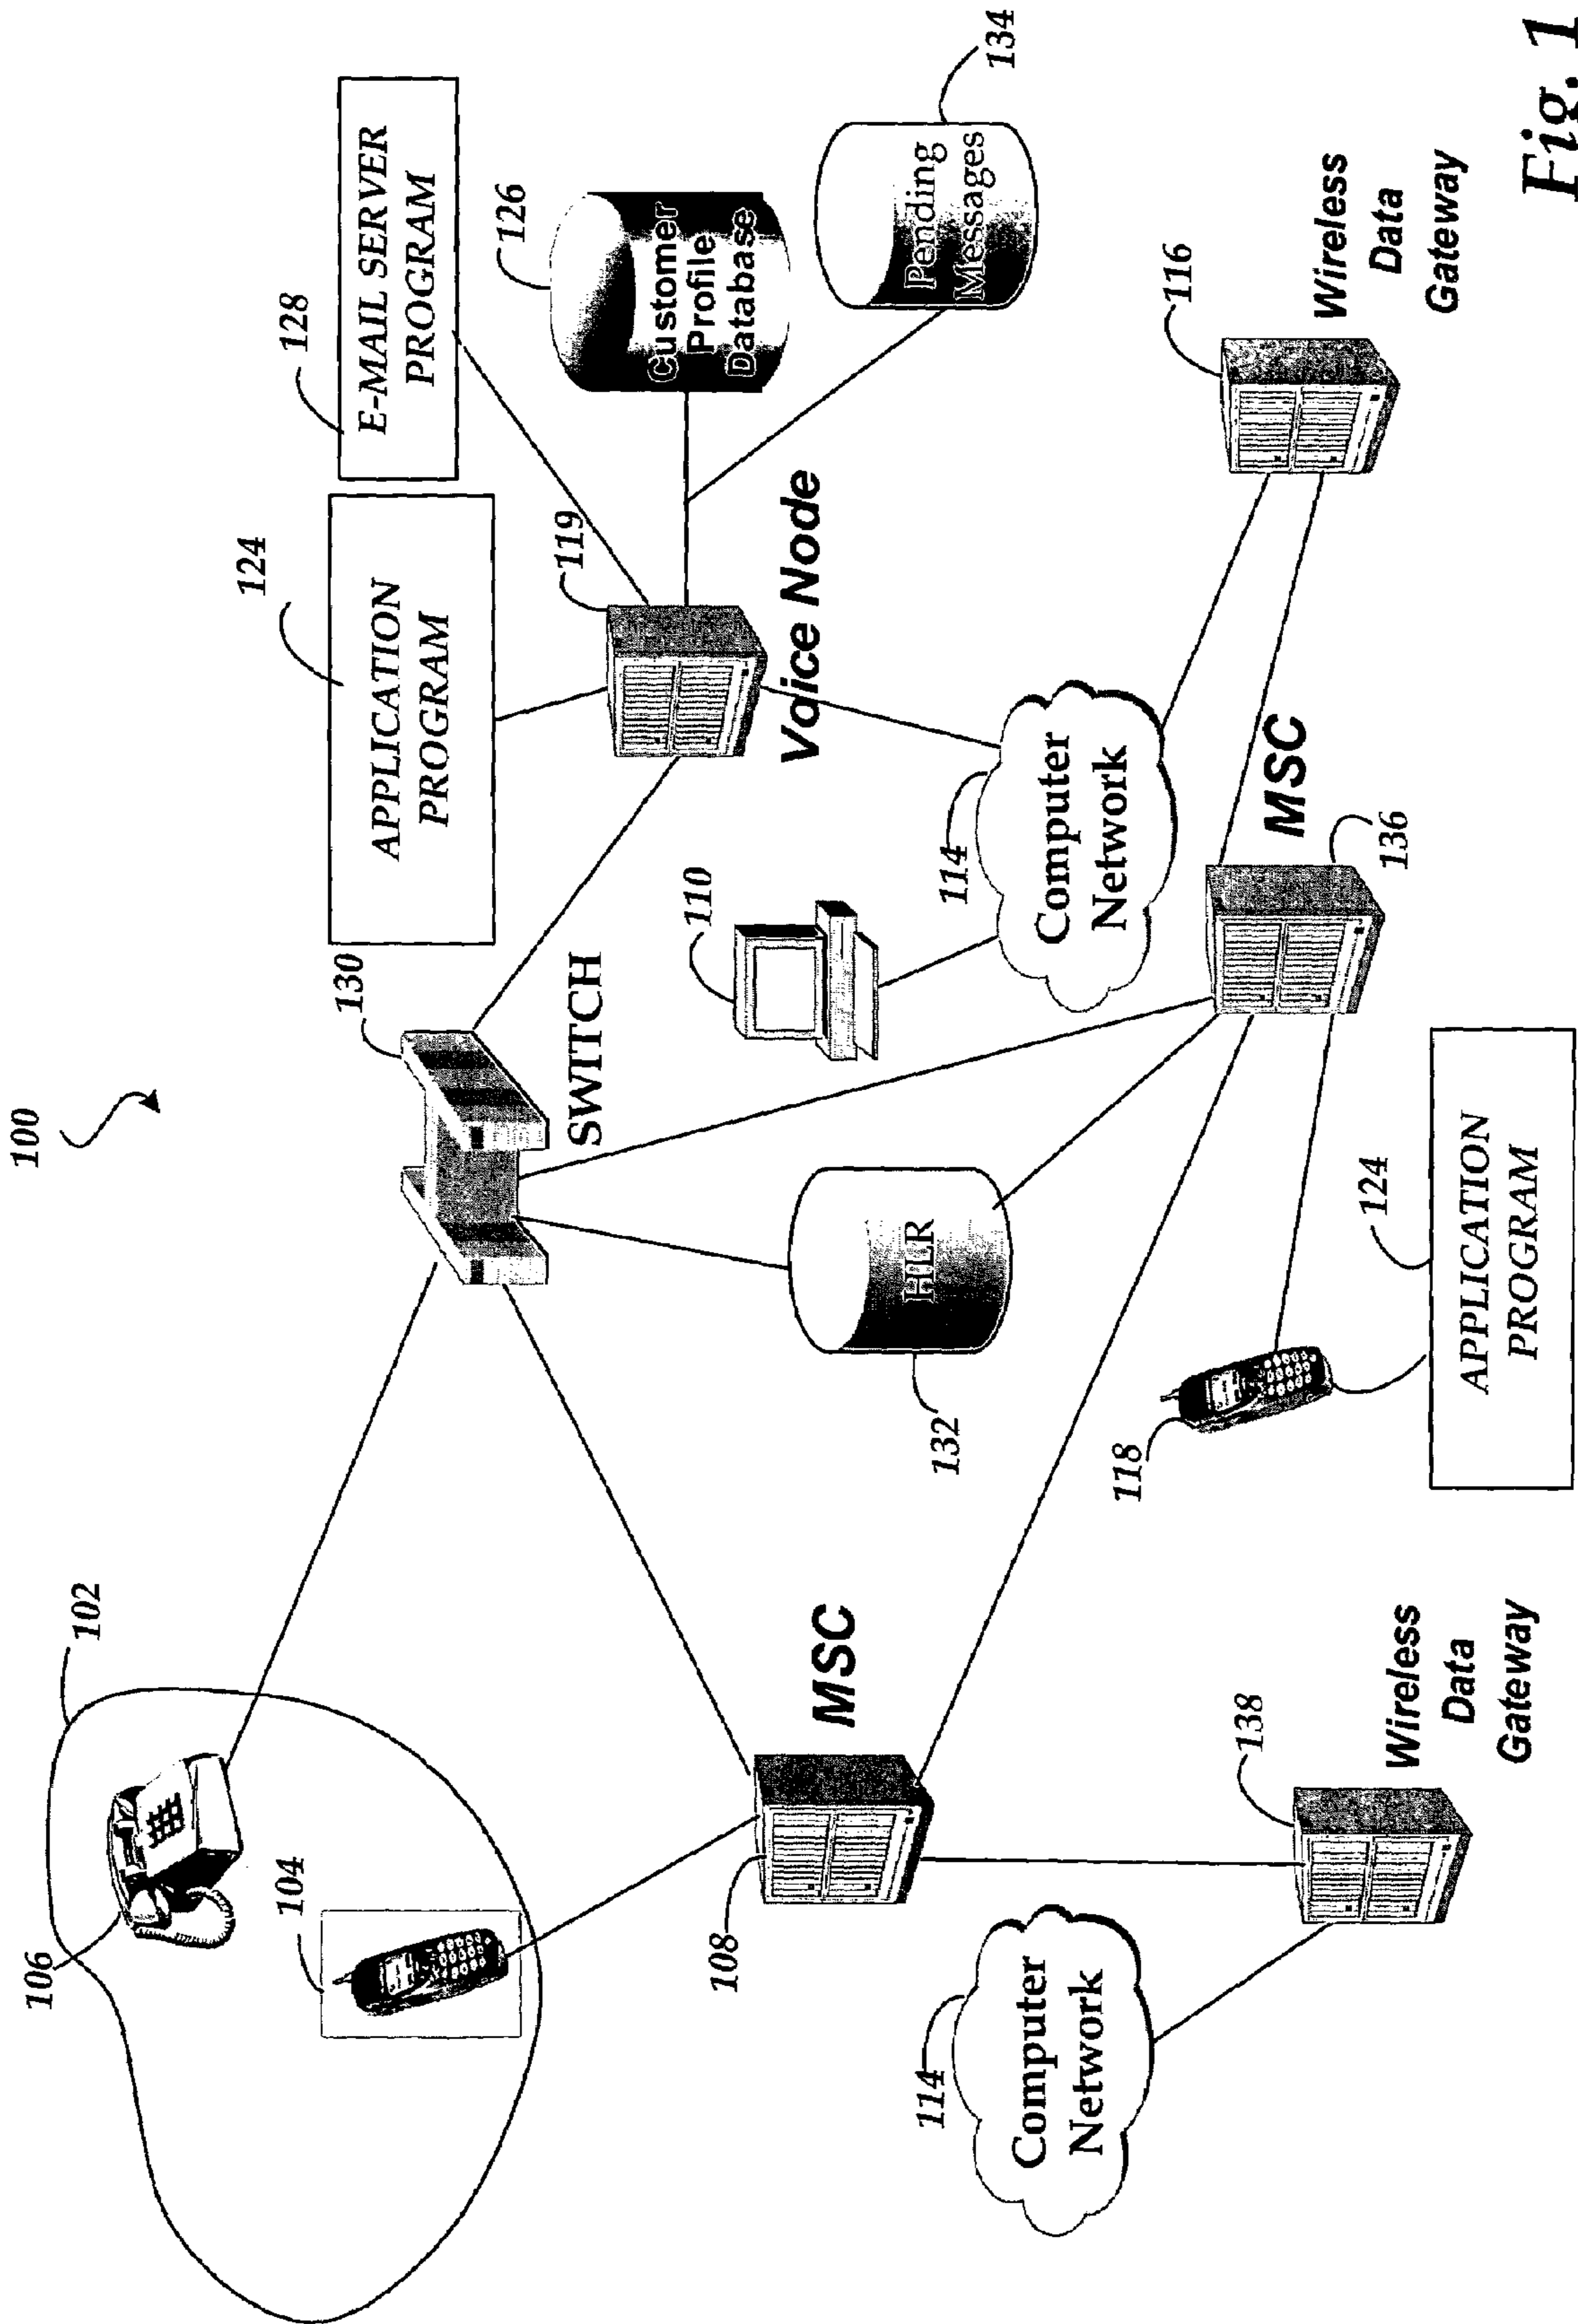 100
102
106
104
108
MSC
114
Computer
Network
138
Wireless
Data
Gateway
130
SWITCH
132
HLR
118
124
APPLICATION
PROGRAM
110
114
Computer
Network
MSC
136
124
APPLICATION
PROGRAM
128
E-MAIL SERVER
PROGRAM
119
Voice Node
126
Customer
Profile
Database
134
Pending
Messages
116
Wireless
Data
Gateway
Fig. 1